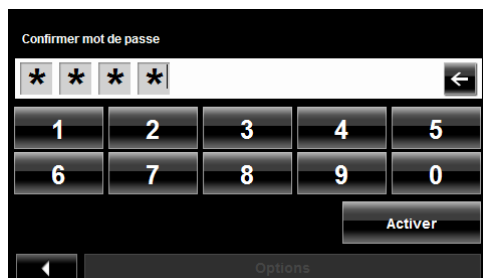 Confirmer mot de passe
* * * *
1 2 3 4 5
6 7 8 9 0
Activer
Options